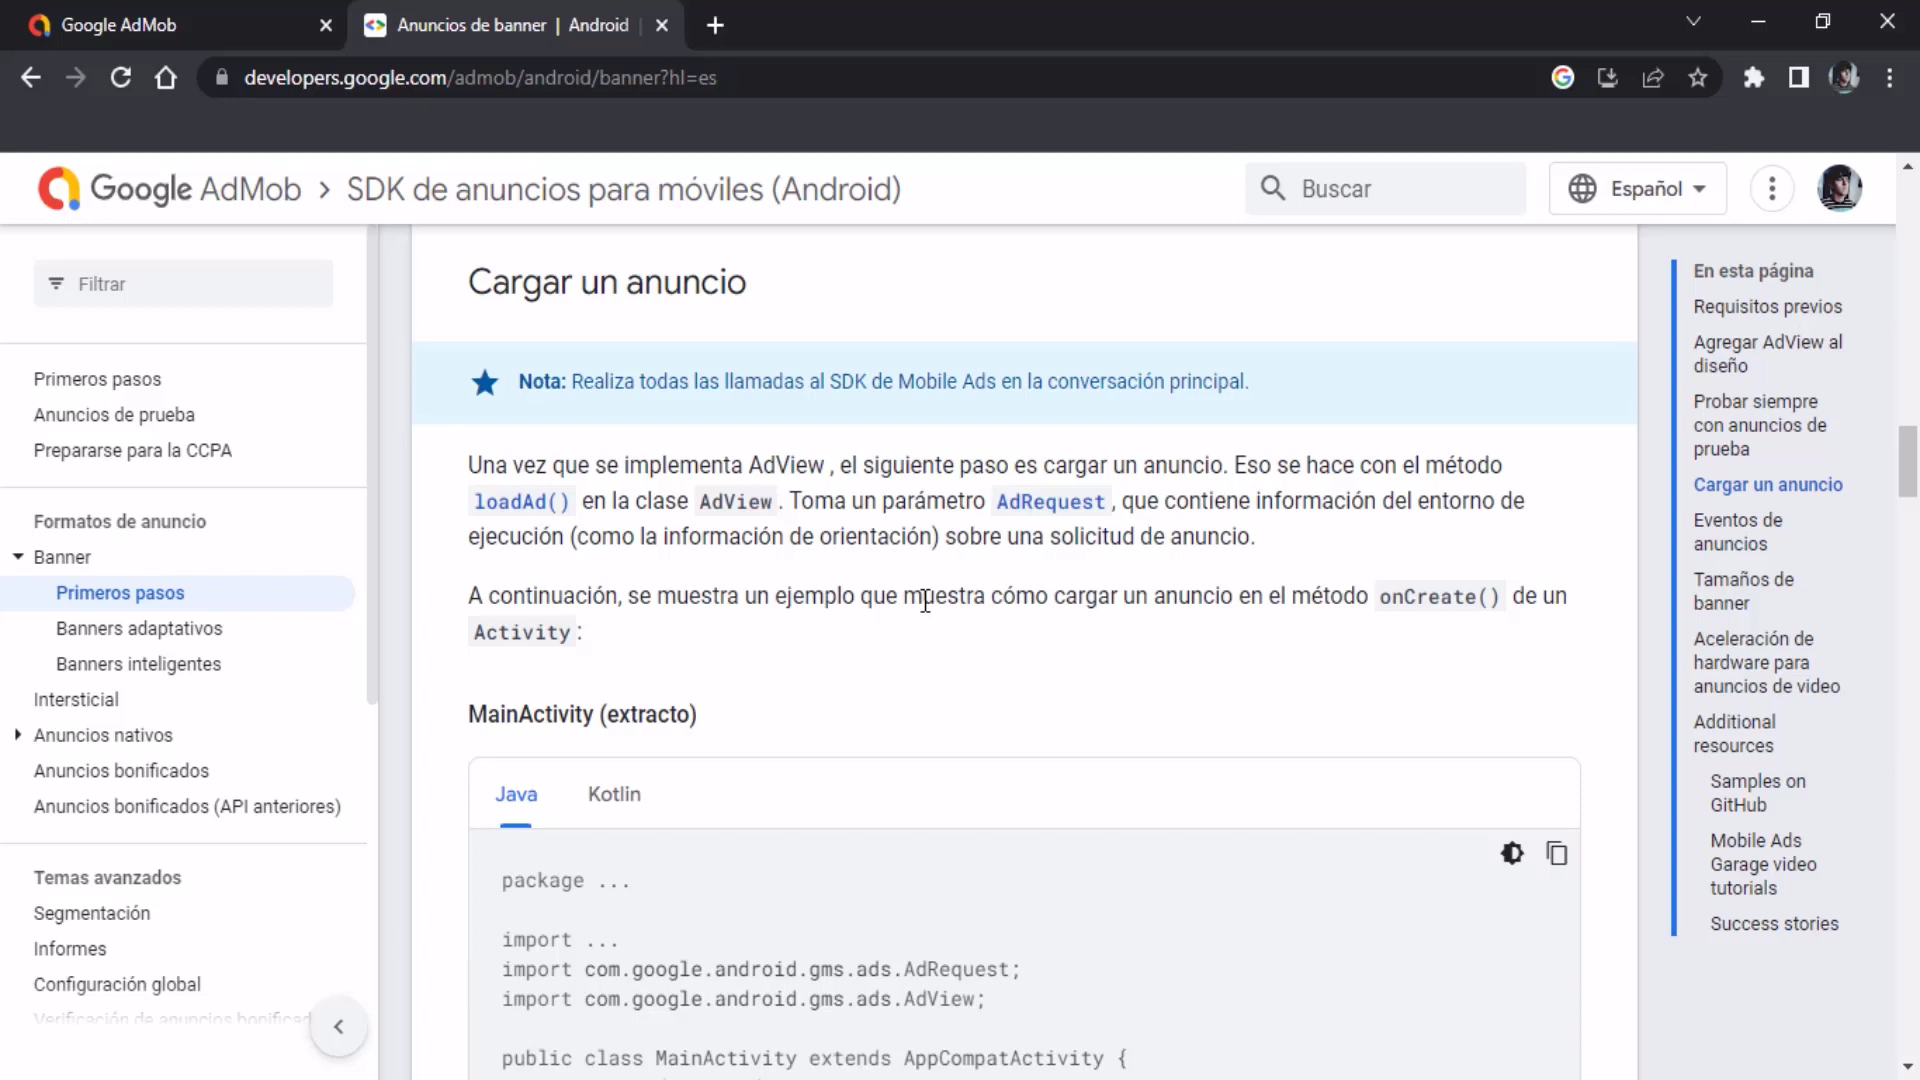 Google AdMob
Anuncios de banner | Android
developers.google.com/admob/android/banner?hl=es
Google AdMob > SDK de anuncios para móviles (Android)
Buscar
Español
Filtrar
Primeros pasos
Anuncios de prueba
Prepararse para la CCPA
Formatos de anuncio
Banner
Primeros pasos
Banners adaptativos
Banners inteligentes
Intersticial
Anuncios nativos
Anuncios bonificados
Anuncios bonificados (API anteriores)
Temas avanzados
Segmentación
Informes
Configuración global
Verificación de anuncios bonificad
Cargar un anuncio
Nota: Realiza todas las llamadas al SDK de Mobile Ads en la conversación principal.
Una vez que se implementa AdView , el siguiente paso es cargar un anuncio. Eso se hace con el método
loadAd() en la clase AdView. Toma un parámetro AdRequest, que contiene información del entorno de
ejecución (como la información de orientación) sobre una solicitud de anuncio.
A continuación, se muestra un ejemplo que muestra cómo cargar un anuncio en el método onCreate() de un
Activity:
MainActivity (extracto)
Java Kotlin
package ...
import ...
import com.google.android.gms.ads.AdRequest;
import com.google.android.gms.ads.AdView;
public class MainActivity extends AppCompatActivity {
En esta página
Requisitos previos
Agregar AdView al
diseño
Probar siempre
con anuncios de
prueba
Cargar un anuncio
Eventos de
anuncios
Tamaños de
banner
Aceleración de
hardware para
anuncios de video
Additional
resources
Samples on
GitHub
Mobile Ads
Garage video
tutorials
Success stories